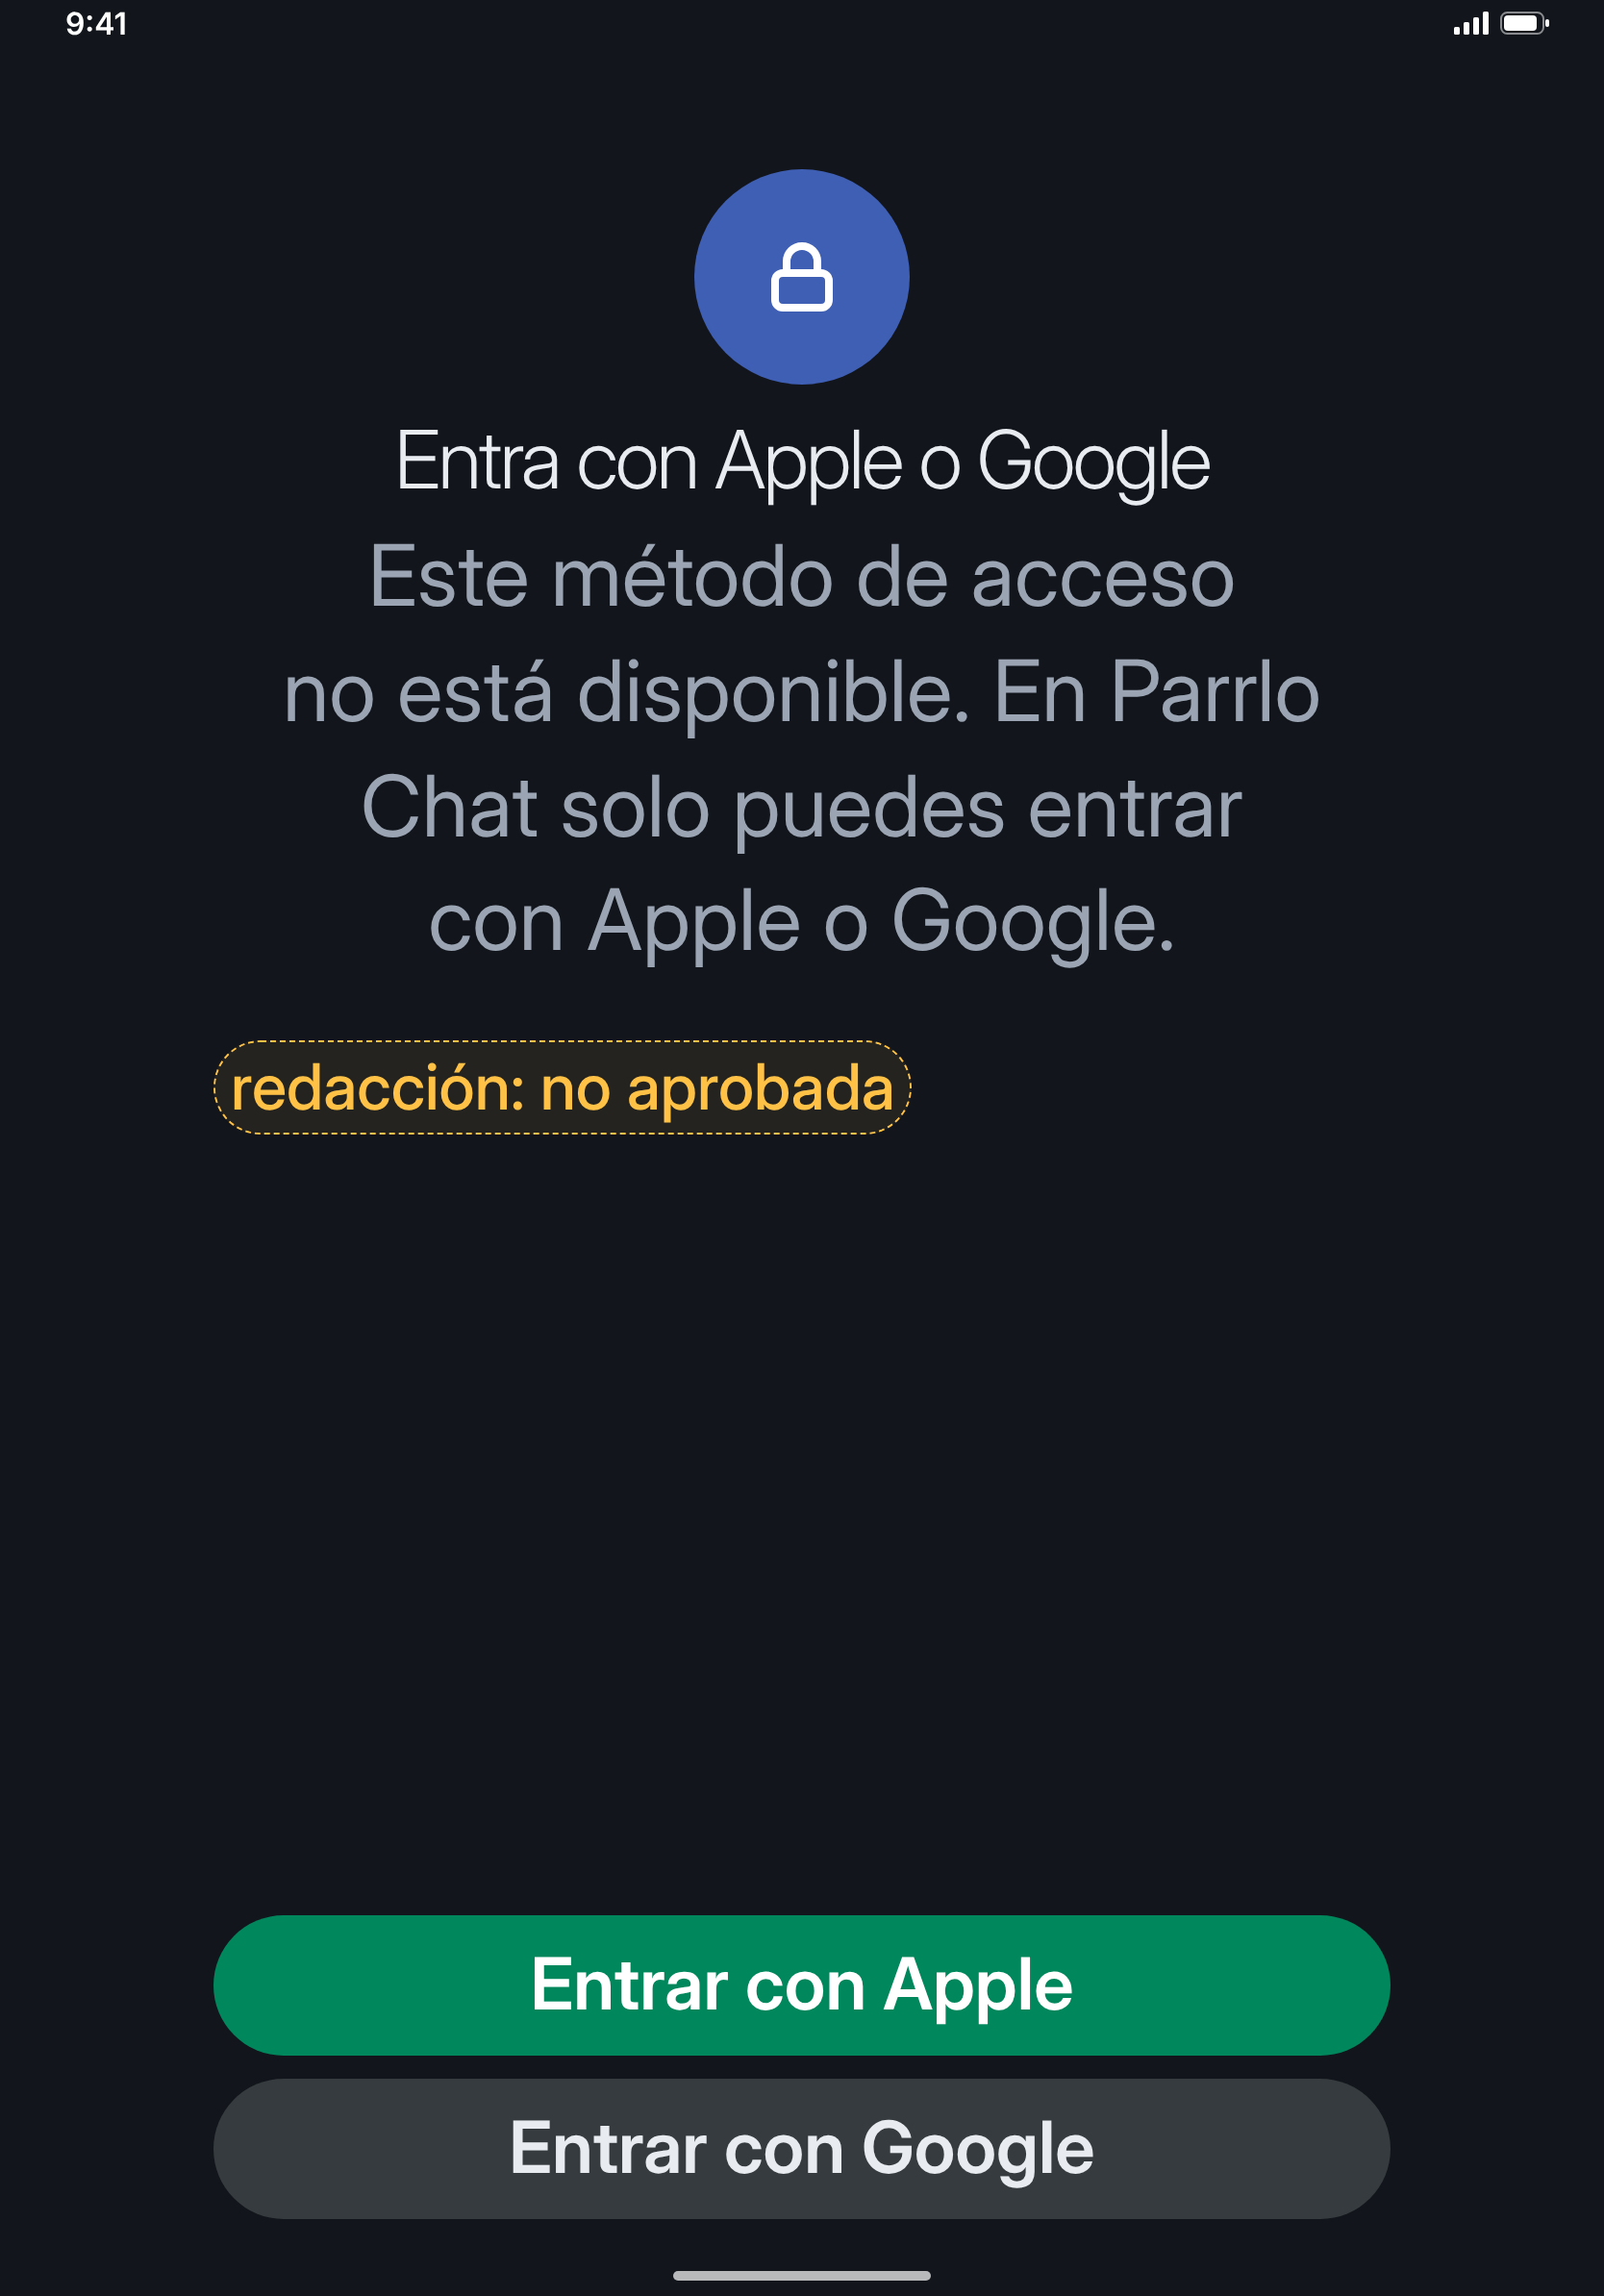 9:41
Entra con Apple o Google
Este método de acceso
no está disponible. En Parrlo
Chat solo puedes entrar
con Apple o Google.
redacción: no aprobada
Entrar con Apple
Entrar con Google